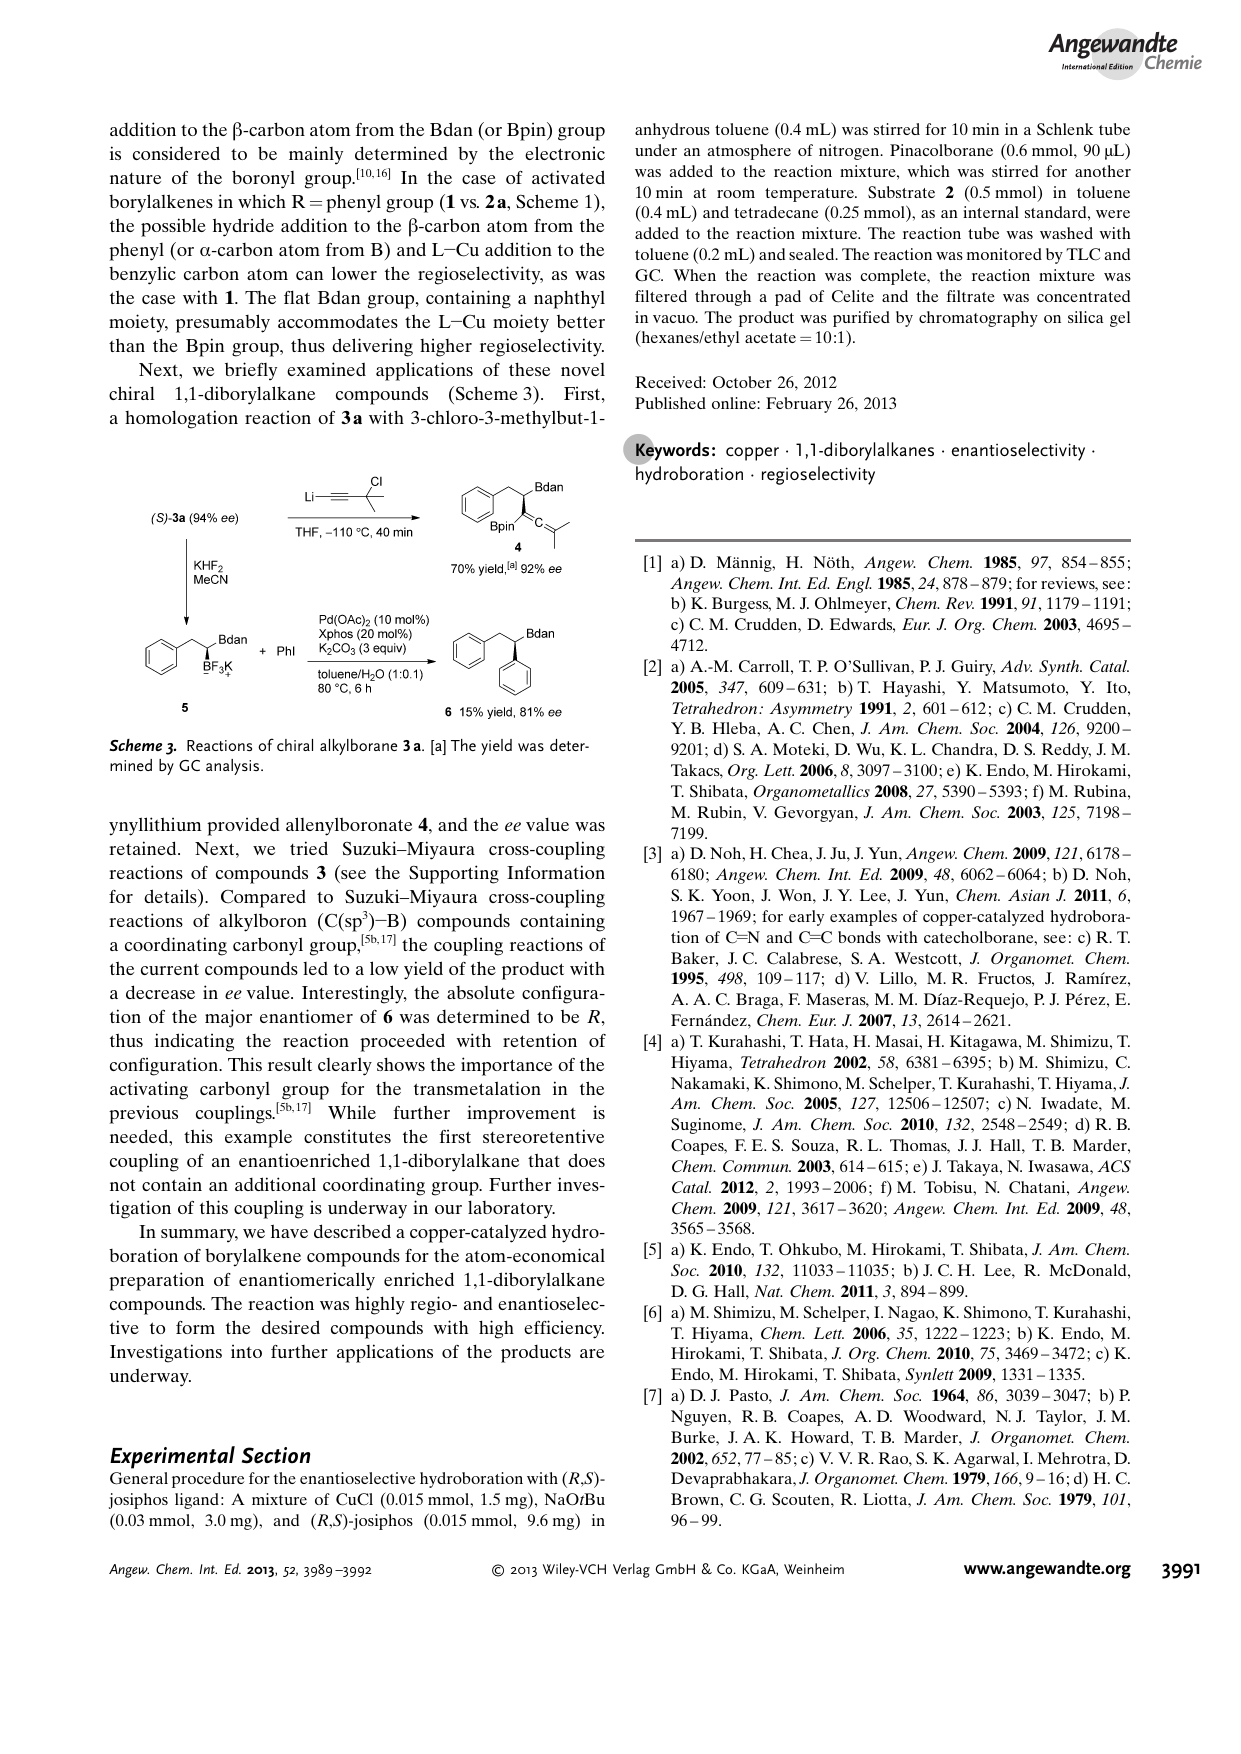 Angewandte
International Edition
Chemie
addition to the β-carbon atom from the Bdan (or Bpin) group
is considered to be mainly determined by the electronic
nature of the boronyl group.[10,16] In the case of activated
borylalkenes in which R = phenyl group (1 vs. 2a, Scheme 1),
the possible hydride addition to the β-carbon atom from the
phenyl (or α-carbon atom from B) and L−Cu addition to the
benzylic carbon atom can lower the regioselectivity, as was
the case with 1. The flat Bdan group, containing a naphthyl
moiety, presumably accommodates the L−Cu moiety better
than the Bpin group, thus delivering higher regioselectivity.
Next, we briefly examined applications of these novel
chiral 1,1-diborylalkane compounds (Scheme 3). First,
a homologation reaction of 3a with 3-chloro-3-methylbut-1-
(S)-3a (94% ee)
Li
Cl
THF, −110 °C, 40 min
Bdan
Bpin
C
4
70% yield,[a] 92% ee
KHF2
MeCN
Bdan
BF3K
− +
5
+ PhI
Pd(OAc)2 (10 mol%)
Xphos (20 mol%)
K2CO3 (3 equiv)
toluene/H2O (1:0.1)
80 °C, 6 h
Bdan
6 15% yield, 81% ee
Scheme 3. Reactions of chiral alkylborane 3a. [a] The yield was deter-
mined by GC analysis.
ynyllithium provided allenylboronate 4, and the ee value was
retained. Next, we tried Suzuki–Miyaura cross-coupling
reactions of compounds 3 (see the Supporting Information
for details). Compared to Suzuki–Miyaura cross-coupling
reactions of alkylboron (C(sp3)−B) compounds containing
a coordinating carbonyl group,[5b,17] the coupling reactions of
the current compounds led to a low yield of the product with
a decrease in ee value. Interestingly, the absolute configura-
tion of the major enantiomer of 6 was determined to be R,
thus indicating the reaction proceeded with retention of
configuration. This result clearly shows the importance of the
activating carbonyl group for the transmetalation in the
previous couplings.[5b,17] While further improvement is
needed, this example constitutes the first stereoretentive
coupling of an enantioenriched 1,1-diborylalkane that does
not contain an additional coordinating group. Further inves-
tigation of this coupling is underway in our laboratory.
In summary, we have described a copper-catalyzed hydro-
boration of borylalkene compounds for the atom-economical
preparation of enantiomerically enriched 1,1-diborylalkane
compounds. The reaction was highly regio- and enantioselec-
tive to form the desired compounds with high efficiency.
Investigations into further applications of the products are
underway.
Experimental Section
General procedure for the enantioselective hydroboration with (R,S)-
josiphos ligand: A mixture of CuCl (0.015 mmol, 1.5 mg), NaOtBu
(0.03 mmol, 3.0 mg), and (R,S)-josiphos (0.015 mmol, 9.6 mg) in
anhydrous toluene (0.4 mL) was stirred for 10 min in a Schlenk tube
under an atmosphere of nitrogen. Pinacolborane (0.6 mmol, 90 μL)
was added to the reaction mixture, which was stirred for another
10 min at room temperature. Substrate 2 (0.5 mmol) in toluene
(0.4 mL) and tetradecane (0.25 mmol), as an internal standard, were
added to the reaction mixture. The reaction tube was washed with
toluene (0.2 mL) and sealed. The reaction was monitored by TLC and
GC. When the reaction was complete, the reaction mixture was
filtered through a pad of Celite and the filtrate was concentrated
in vacuo. The product was purified by chromatography on silica gel
(hexanes/ethyl acetate = 10:1).
Received: October 26, 2012
Published online: February 26, 2013
Keywords: copper · 1,1-diborylalkanes · enantioselectivity ·
hydroboration · regioselectivity
[1] a) D. Männig, H. Nöth, Angew. Chem. 1985, 97, 854–855;
Angew. Chem. Int. Ed. Engl. 1985, 24, 878–879; for reviews, see:
b) K. Burgess, M. J. Ohlmeyer, Chem. Rev. 1991, 91, 1179–1191;
c) C. M. Crudden, D. Edwards, Eur. J. Org. Chem. 2003, 4695–
4712.
[2] a) A.-M. Carroll, T. P. O'Sullivan, P. J. Guiry, Adv. Synth. Catal.
2005, 347, 609–631; b) T. Hayashi, Y. Matsumoto, Y. Ito,
Tetrahedron: Asymmetry 1991, 2, 601–612; c) C. M. Crudden,
Y. B. Hleba, A. C. Chen, J. Am. Chem. Soc. 2004, 126, 9200–
9201; d) S. A. Moteki, D. Wu, K. L. Chandra, D. S. Reddy, J. M.
Takacs, Org. Lett. 2006, 8, 3097–3100; e) K. Endo, M. Hirokami,
T. Shibata, Organometallics 2008, 27, 5390–5393; f) M. Rubina,
M. Rubin, V. Gevorgyan, J. Am. Chem. Soc. 2003, 125, 7198–
7199.
[3] a) D. Noh, H. Chea, J. Ju, J. Yun, Angew. Chem. 2009, 121, 6178–
6180; Angew. Chem. Int. Ed. 2009, 48, 6062–6064; b) D. Noh,
S. K. Yoon, J. Won, J. Y. Lee, J. Yun, Chem. Asian J. 2011, 6,
1967–1969; for early examples of copper-catalyzed hydrobora-
tion of C=N and C=C bonds with catecholborane, see: c) R. T.
Baker, J. C. Calabrese, S. A. Westcott, J. Organomet. Chem.
1995, 498, 109–117; d) V. Lillo, M. R. Fructos, J. Ramírez,
A. A. C. Braga, F. Maseras, M. M. Díaz-Requejo, P. J. Pérez, E.
Fernández, Chem. Eur. J. 2007, 13, 2614–2621.
[4] a) T. Kurahashi, T. Hata, H. Masai, H. Kitagawa, M. Shimizu, T.
Hiyama, Tetrahedron 2002, 58, 6381–6395; b) M. Shimizu, C.
Nakamaki, K. Shimono, M. Schelper, T. Kurahashi, T. Hiyama, J.
Am. Chem. Soc. 2005, 127, 12506–12507; c) N. Iwadate, M.
Suginome, J. Am. Chem. Soc. 2010, 132, 2548–2549; d) R. B.
Coapes, F. E. S. Souza, R. L. Thomas, J. J. Hall, T. B. Marder,
Chem. Commun. 2003, 614–615; e) J. Takaya, N. Iwasawa, ACS
Catal. 2012, 2, 1993–2006; f) M. Tobisu, N. Chatani, Angew.
Chem. 2009, 121, 3617–3620; Angew. Chem. Int. Ed. 2009, 48,
3565–3568.
[5] a) K. Endo, T. Ohkubo, M. Hirokami, T. Shibata, J. Am. Chem.
Soc. 2010, 132, 11033–11035; b) J. C. H. Lee, R. McDonald,
D. G. Hall, Nat. Chem. 2011, 3, 894–899.
[6] a) M. Shimizu, M. Schelper, I. Nagao, K. Shimono, T. Kurahashi,
T. Hiyama, Chem. Lett. 2006, 35, 1222–1223; b) K. Endo, M.
Hirokami, T. Shibata, J. Org. Chem. 2010, 75, 3469–3472; c) K.
Endo, M. Hirokami, T. Shibata, Synlett 2009, 1331–1335.
[7] a) D. J. Pasto, J. Am. Chem. Soc. 1964, 86, 3039–3047; b) P.
Nguyen, R. B. Coapes, A. D. Woodward, N. J. Taylor, J. M.
Burke, J. A. K. Howard, T. B. Marder, J. Organomet. Chem.
2002, 652, 77–85; c) V. V. R. Rao, S. K. Agarwal, I. Mehrotra, D.
Devaprabhakara, J. Organomet. Chem. 1979, 166, 9–16; d) H. C.
Brown, C. G. Scouten, R. Liotta, J. Am. Chem. Soc. 1979, 101,
96–99.
Angew. Chem. Int. Ed. 2013, 52, 3989–3992
© 2013 Wiley-VCH Verlag GmbH & Co. KGaA, Weinheim
www.angewandte.org
3991